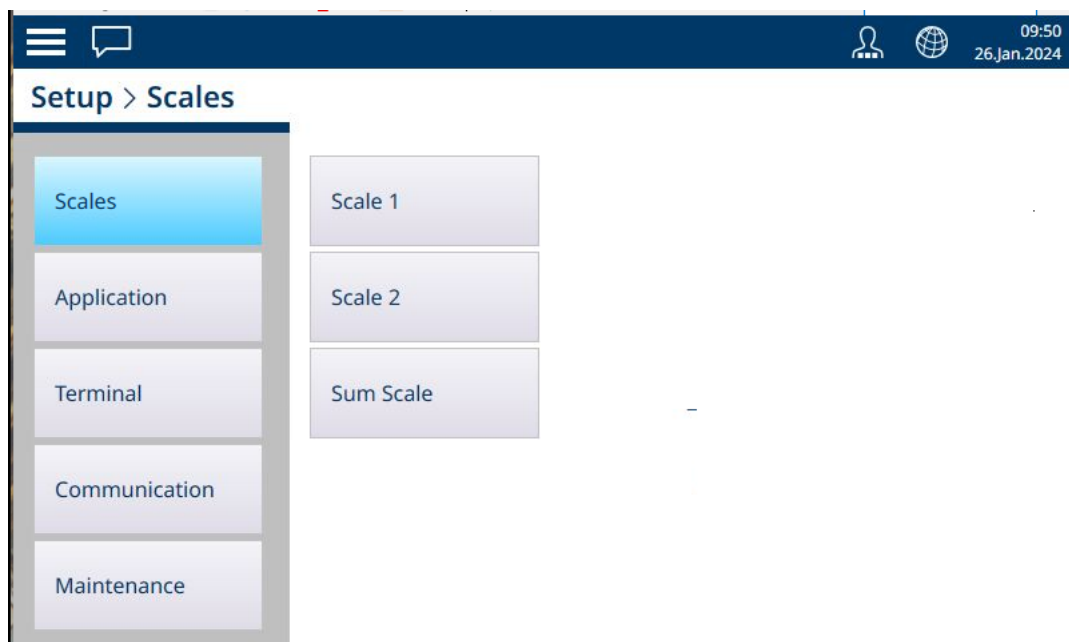 09:50
26.Jan.2024
Setup > Scales
Scales
Application
Terminal
Communication
Maintenance
Scale 1
Scale 2
Sum Scale